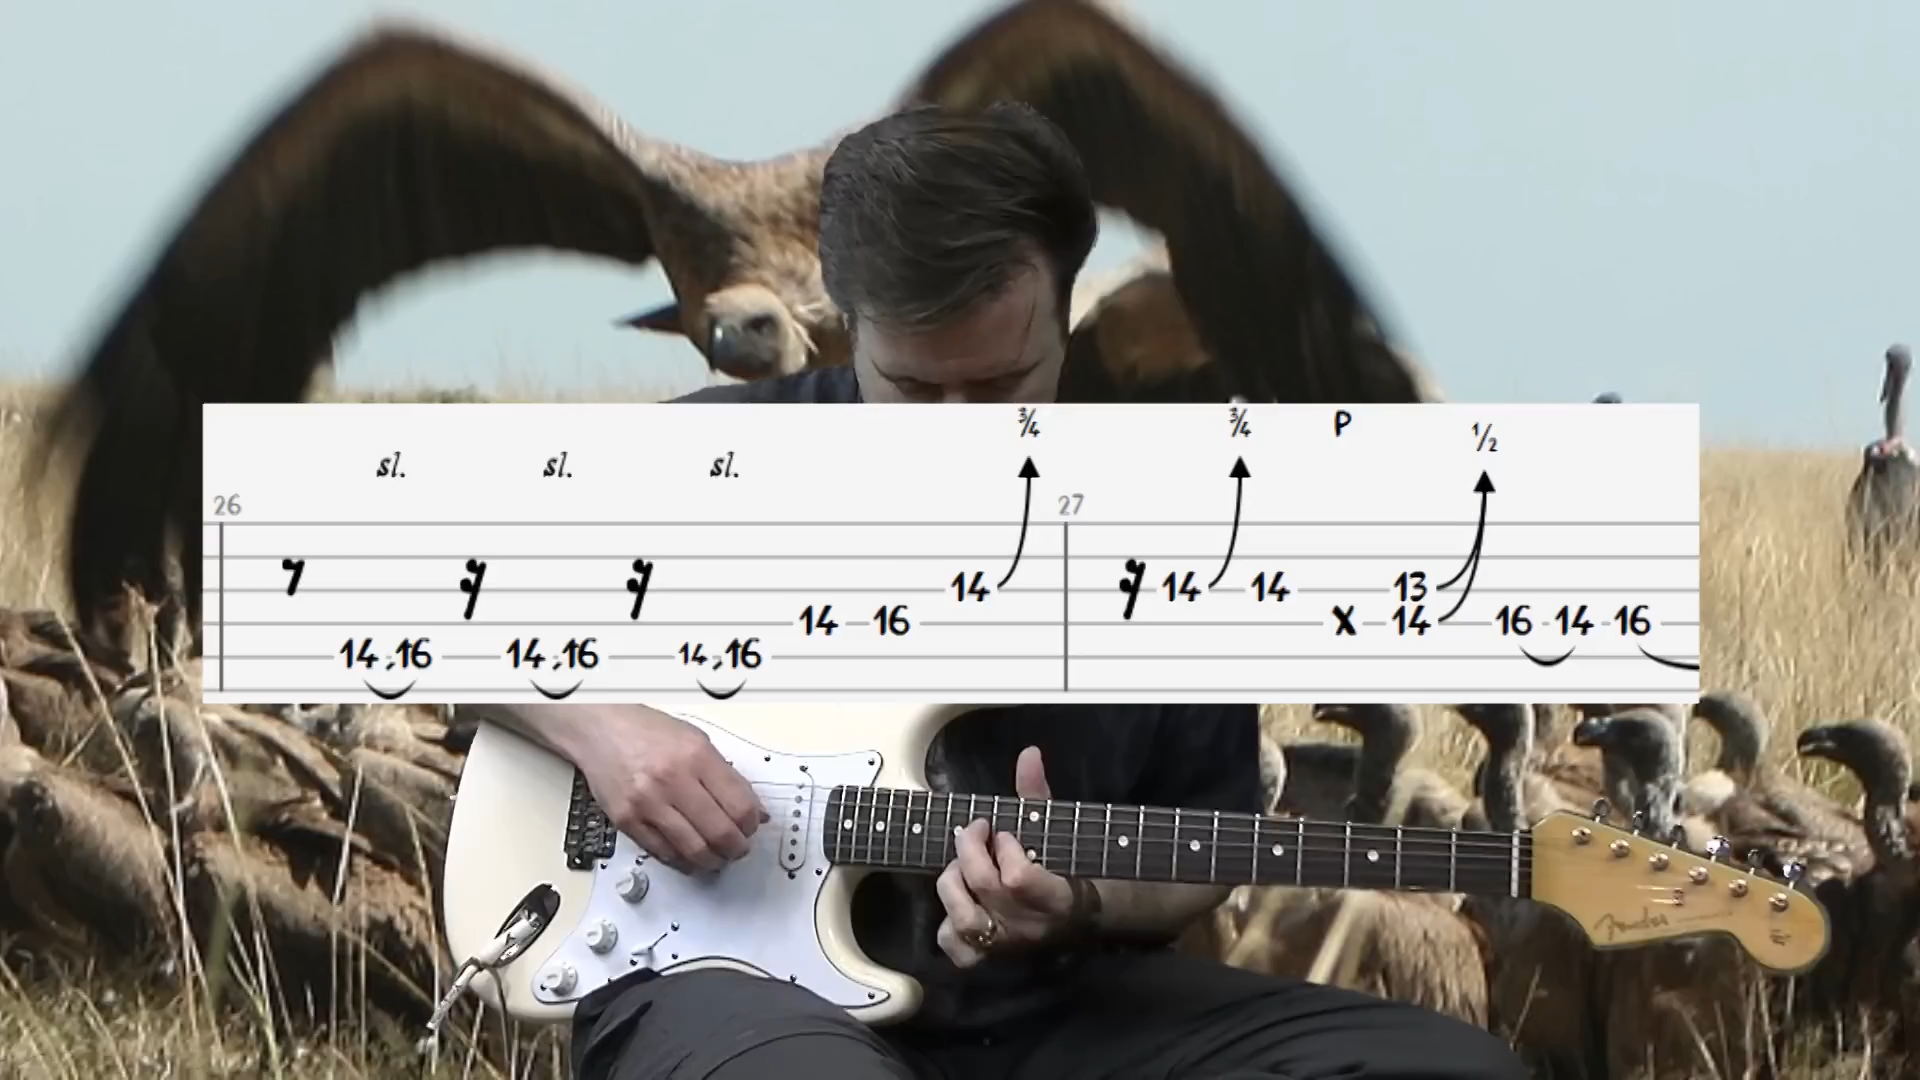 ¾ ¾ P ½
sl. sl. sl.
26 27
14 14 14 13
14 16 X 14 16 14 16
14 16 14 16 14 16
Fender